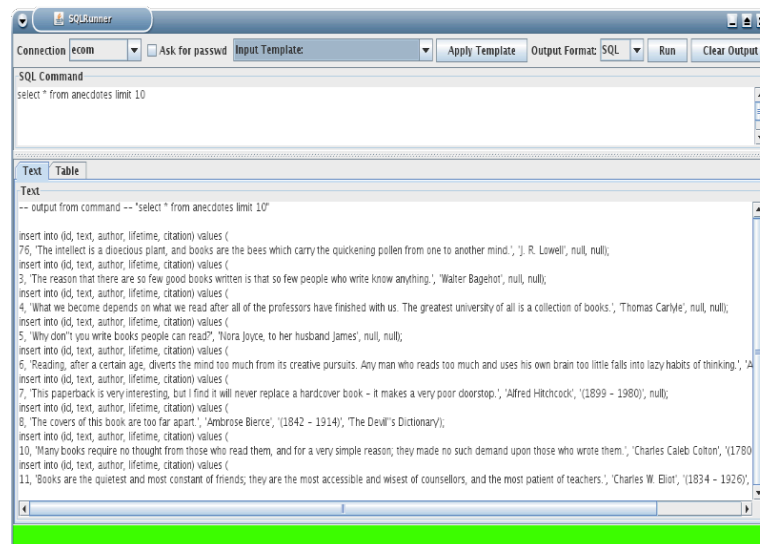 SQLRunner
Connection ecom Ask for passwd Input Template: Apply Template Output Format: SQL Run Clear Output
SQL Command
select * from anecdotes limit 10
Text Table
Text
-- output from command -- "select * from anecdotes limit 10"
insert into (id, text, author, lifetime, citation) values (
76, 'The intellect is a dioecious plant, and books are the bees which carry the quickening pollen from one to another mind.', 'J. R. Lowell', null, null);
insert into (id, text, author, lifetime, citation) values (
3, 'The reason that there are so few good books written is that so few people who write know anything.', 'Walter Bagehot', null, null);
insert into (id, text, author, lifetime, citation) values (
4, 'What we become depends on what we read after all of the professors have finished with us. The greatest university of all is a collection of books.', 'Thomas Carlyle', null, null);
insert into (id, text, author, lifetime, citation) values (
5, 'Why don''t you write books people can read?', 'Nora Joyce, to her husband James', null, null);
insert into (id, text, author, lifetime, citation) values (
6, 'Reading, after a certain age, diverts the mind too much from its creative pursuits. Any man who reads too much and uses his own brain too little falls into lazy habits of thinking.', 'A
insert into (id, text, author, lifetime, citation) values (
7, 'This paperback is very interesting, but I find it will never replace a hardcover book - it makes a very poor doorstop.', 'Alfred Hitchcock', '(1899 - 1980)', null);
insert into (id, text, author, lifetime, citation) values (
8, 'The covers of this book are too far apart.', 'Ambrose Bierce', '(1842 - 1914)', 'The Devil''s Dictionary');
insert into (id, text, author, lifetime, citation) values (
10, 'Many books require no thought from those who read them, and for a very simple reason; they made no such demand upon those who wrote them.', 'Charles Caleb Colton', '(1780
insert into (id, text, author, lifetime, citation) values (
11, 'Books are the quietest and most constant of friends; they are the most accessible and wisest of counsellors, and the most patient of teachers.', 'Charles W. Eliot', '(1834 - 1926)',